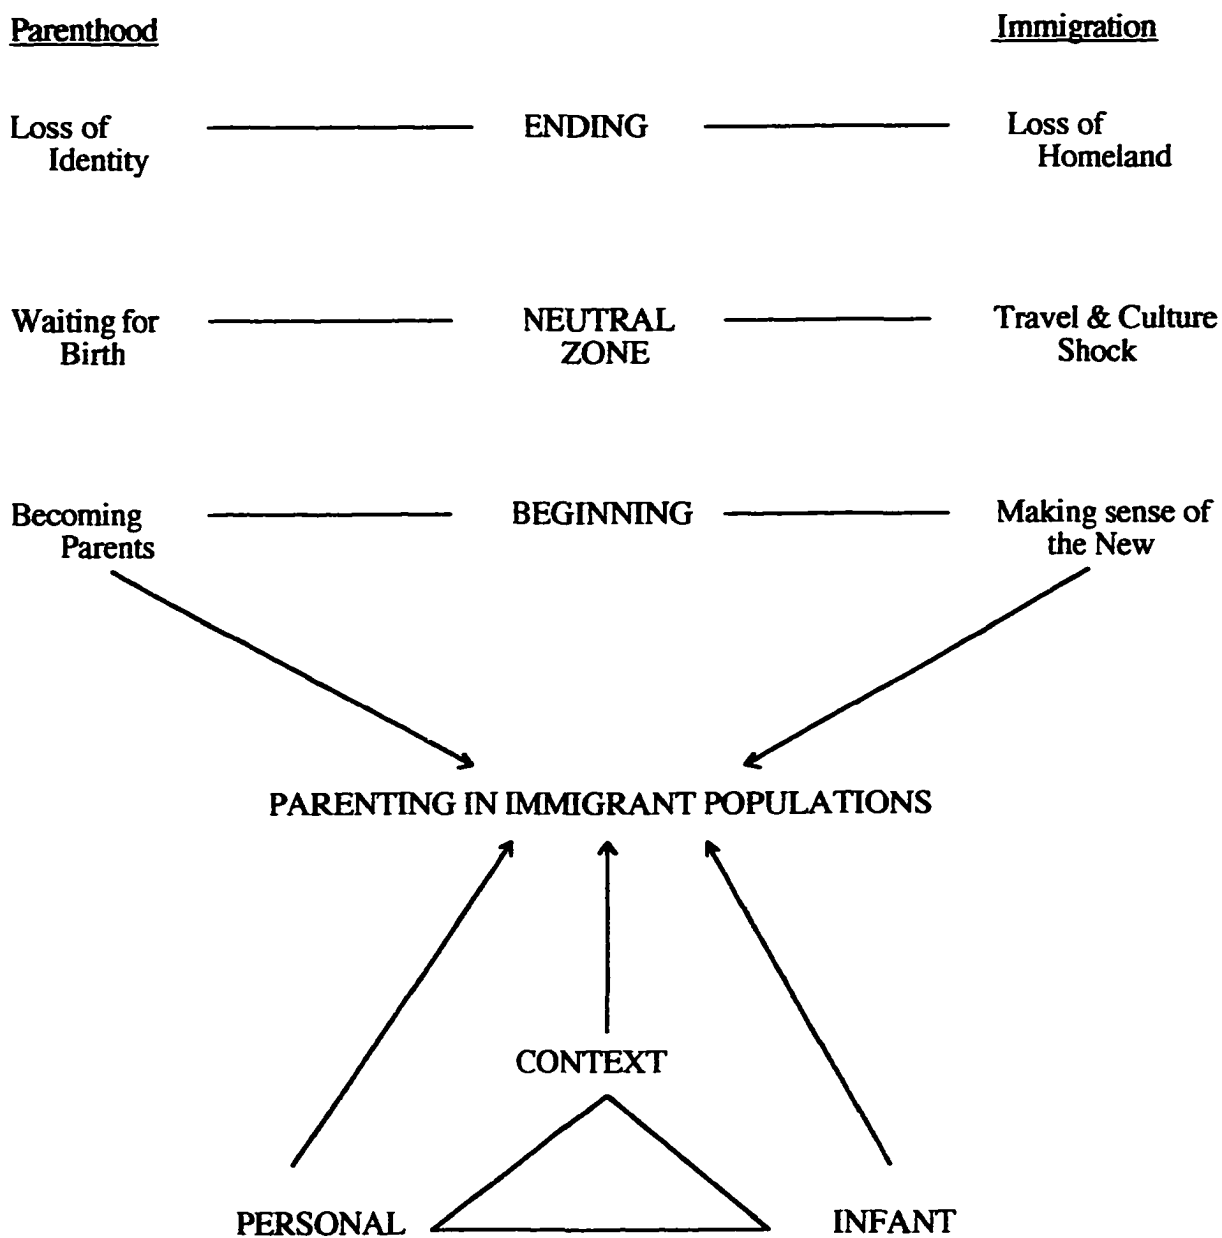 Parenthood Immigration
Loss of ENDING Loss of
Identity Homeland
Waiting for NEUTRAL Travel & Culture
Birth ZONE Shock
Becoming BEGINNING Making sense of
Parents the New
PARENTING IN IMMIGRANT POPULATIONS
CONTEXT
PERSONAL INFANT